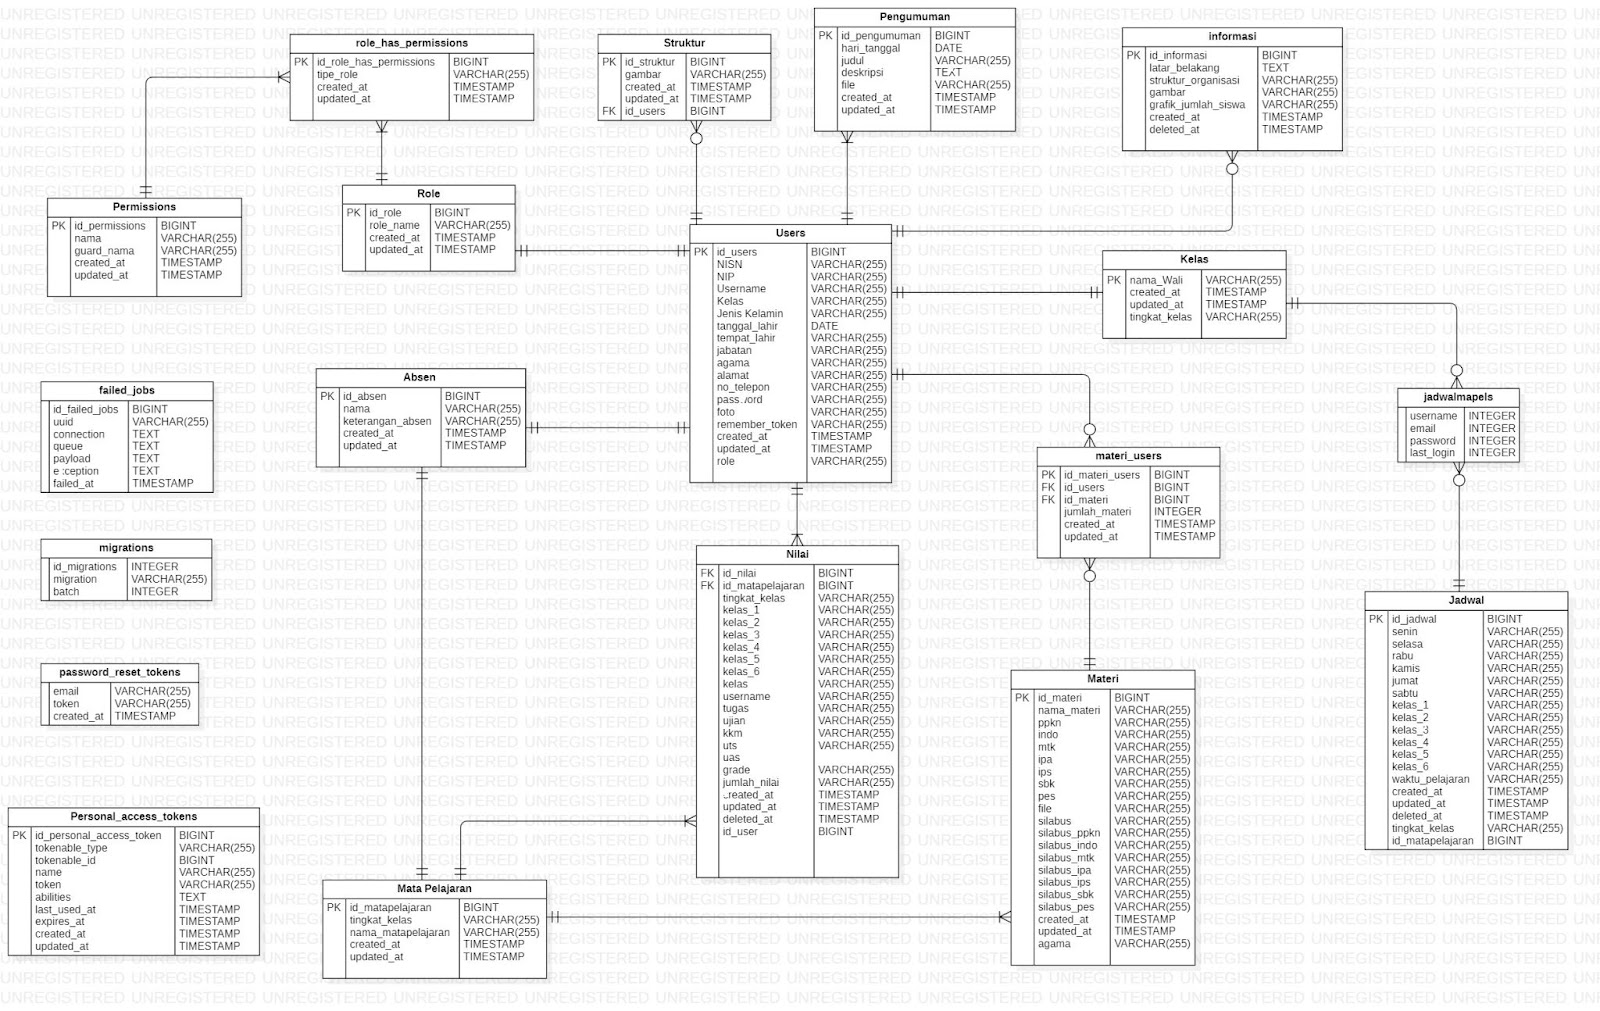 role_has_permissions
PK id_role_has_permissions BIGINT
tipe_role VARCHAR(255)
created_at TIMESTAMP
updated_at TIMESTAMP
Struktur
PK id_struktur BIGINT
gambar VARCHAR(255)
created_at TIMESTAMP
updated_at TIMESTAMP
FK id_users BIGINT
Pengumuman
PK id_pengumuman BIGINT
hari_tanggal DATE
judul VARCHAR(255)
deskripsi TEXT
file VARCHAR(255)
created_at TIMESTAMP
updated_at TIMESTAMP
informasi
PK id_informasi BIGINT
latar_belakang TEXT
struktur_organisasi VARCHAR(255)
gambar VARCHAR(255)
grafik_jumlah_siswa VARCHAR(255)
created_at TIMESTAMP
deleted_at TIMESTAMP
Permissions
PK id_permissions BIGINT
nama VARCHAR(255)
guard_nama VARCHAR(255)
created_at TIMESTAMP
updated_at TIMESTAMP
Role
PK id_role BIGINT
role_name VARCHAR(255)
created_at TIMESTAMP
updated_at TIMESTAMP
Users
PK id_users BIGINT
NISN VARCHAR(255)
NIP VARCHAR(255)
Username VARCHAR(255)
Kelas VARCHAR(255)
Jenis Kelamin VARCHAR(255)
tanggal_lahir DATE
tempat_lahir VARCHAR(255)
jabatan VARCHAR(255)
agama VARCHAR(255)
alamat VARCHAR(255)
no_telepon VARCHAR(255)
VARCHAR(255)
foto VARCHAR(255)
remember_token VARCHAR(255)
created_at TIMESTAMP
updated_at TIMESTAMP
role VARCHAR(255)
Kelas
PK nama_Wali VARCHAR(255)
created_at TIMESTAMP
updated_at TIMESTAMP
tingkat_kelas VARCHAR(255)
failed_jobs
id_failed_jobs BIGINT
uuid VARCHAR(255)
connection TEXT
queue TEXT
payload TEXT
TEXT
failed_at TIMESTAMP
Absen
PK id_absen BIGINT
nama VARCHAR(255)
keterangan_absen VARCHAR(255)
created_at TIMESTAMP
updated_at TIMESTAMP
jadwalmapels
username INTEGER
email INTEGER
password INTEGER
last_login INTEGER
materi_users
PK id_materi_users BIGINT
FK id_users BIGINT
FK id_materi BIGINT
jumlah_materi INTEGER
created_at TIMESTAMP
updated_at TIMESTAMP
migrations
id_migrations INTEGER
migration VARCHAR(255)
batch INTEGER
Nilai
FK id_nilai BIGINT
FK id_matapelajaran BIGINT
tingkat_kelas VARCHAR(255)
kelas_1 VARCHAR(255)
kelas_2 VARCHAR(255)
kelas_3 VARCHAR(255)
kelas_4 VARCHAR(255)
kelas_5 VARCHAR(255)
kelas_6 VARCHAR(255)
kelas VARCHAR(255)
username VARCHAR(255)
tugas VARCHAR(255)
ujian VARCHAR(255)
kkm VARCHAR(255)
uts VARCHAR(255)
uas
grade VARCHAR(255)
jumlah_nilai VARCHAR(255)
TIMESTAMP
updated_at TIMESTAMP
deleted_at TIMESTAMP
id_user BIGINT
Jadwal
PK id_jadwal BIGINT
senin VARCHAR(255)
selasa VARCHAR(255)
rabu VARCHAR(255)
kamis VARCHAR(255)
jumat VARCHAR(255)
sabtu VARCHAR(255)
kelas_1 VARCHAR(255)
kelas_2 VARCHAR(255)
kelas_3 VARCHAR(255)
kelas_4 VARCHAR(255)
kelas_5 VARCHAR(255)
kelas_6 VARCHAR(255)
waktu_pelajaran VARCHAR(255)
created_at TIMESTAMP
updated_at TIMESTAMP
deleted_at TIMESTAMP
tingkat_kelas VARCHAR(255)
id_matapelajaran BIGINT
password_reset_tokens
email VARCHAR(255)
token VARCHAR(255)
created_at TIMESTAMP
Materi
PK id_materi BIGINT
nama_materi VARCHAR(255)
ppkn VARCHAR(255)
indo VARCHAR(255)
mtk VARCHAR(255)
ipa VARCHAR(255)
ips VARCHAR(255)
sbk VARCHAR(255)
pes VARCHAR(255)
file VARCHAR(255)
silabus VARCHAR(255)
silabus_ppkn VARCHAR(255)
silabus_indo VARCHAR(255)
silabus_mtk VARCHAR(255)
silabus_ipa VARCHAR(255)
silabus_ips VARCHAR(255)
silabus_sbk VARCHAR(255)
silabus_pes VARCHAR(255)
created_at TIMESTAMP
updated_at TIMESTAMP
agama VARCHAR(255)
Personal_access_tokens
PK id_personal_access_token BIGINT
tokenable_type VARCHAR(255)
tokenable_id BIGINT
name VARCHAR(255)
token VARCHAR(255)
abilities TEXT
last_used_at TIMESTAMP
expires_at TIMESTAMP
created_at TIMESTAMP
updated_at TIMESTAMP
Mata Pelajaran
PK id_matapelajaran BIGINT
tingkat_kelas VARCHAR(255)
nama_matapelajaran VARCHAR(255)
created_at TIMESTAMP
updated_at TIMESTAMP